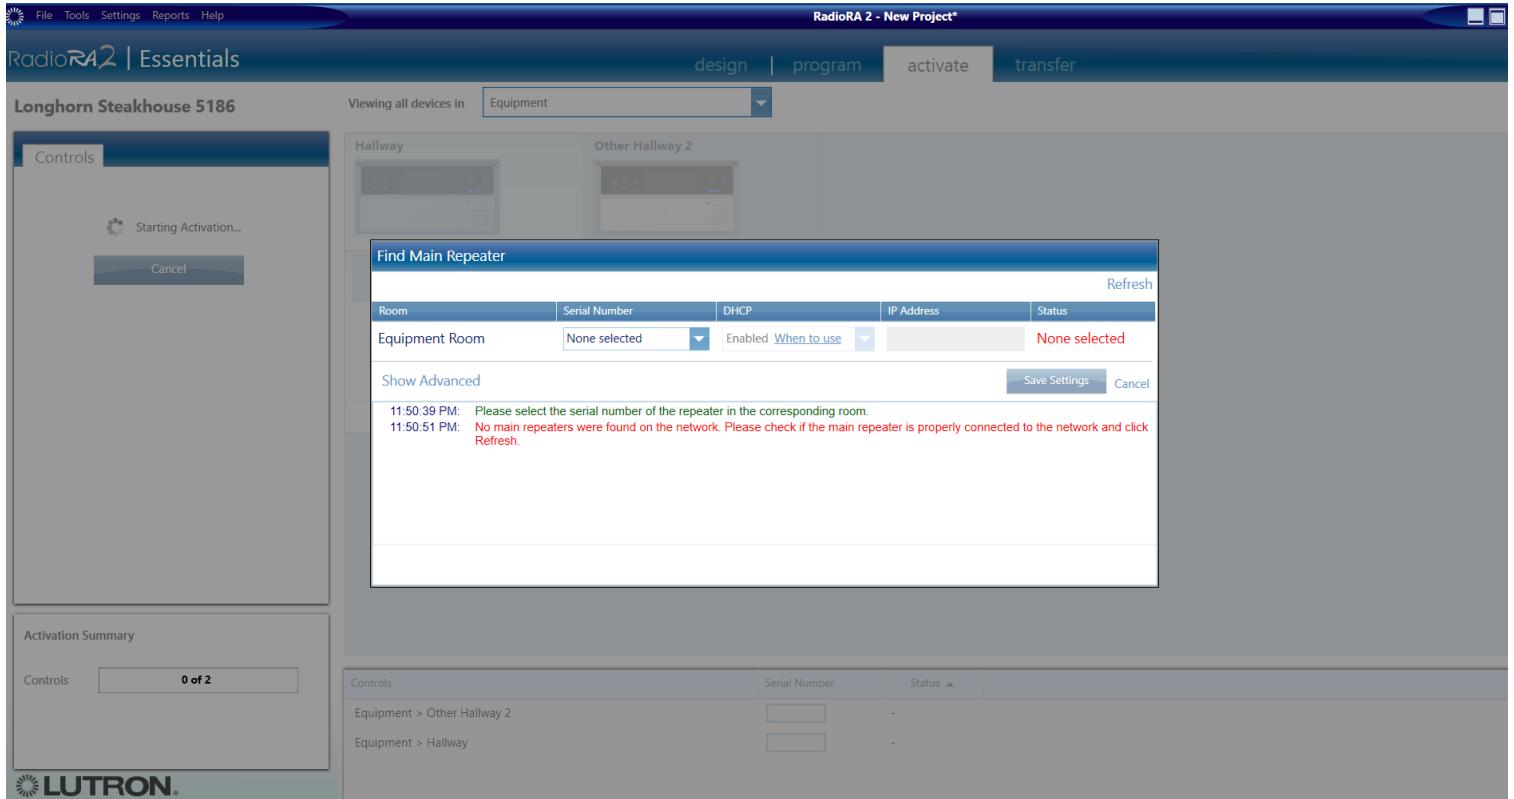 File Tools Settings Reports Help
RadioRA 2 - New Project*
RadioRA2 | Essentials
design | program activate transfer
Longhorn Steakhouse 5186
Viewing all devices in Equipment
Controls
Hallway Other Hallway 2
Starting Activation...
Cancel
Find Main Repeater
Refresh
Room Serial Number DHCP IP Address Status
Equipment Room None selected Enabled When to use None selected
Show Advanced Save Settings Cancel
11:50:39 PM: Please select the serial number of the repeater in the corresponding room.
11:50:51 PM: No main repeaters were found on the network. Please check if the main repeater is properly connected to the network and click
Refresh.
Activation Summary
Controls 0 of 2
Controls Serial Number Status
Equipment > Other Hallway 2 -
Equipment > Hallway -
LUTRON.